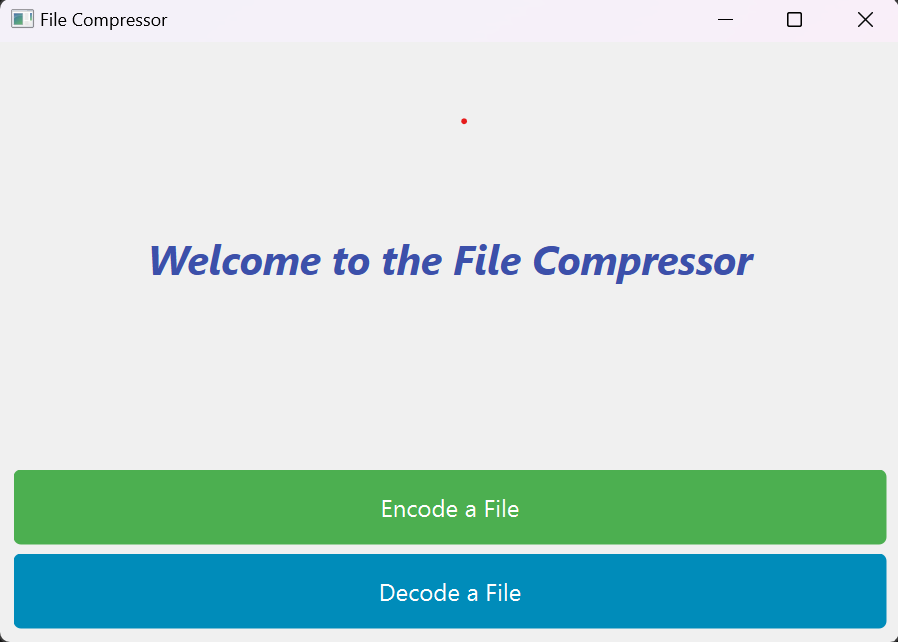 File Compressor
Welcome to the File Compressor
Encode a File
Decode a File